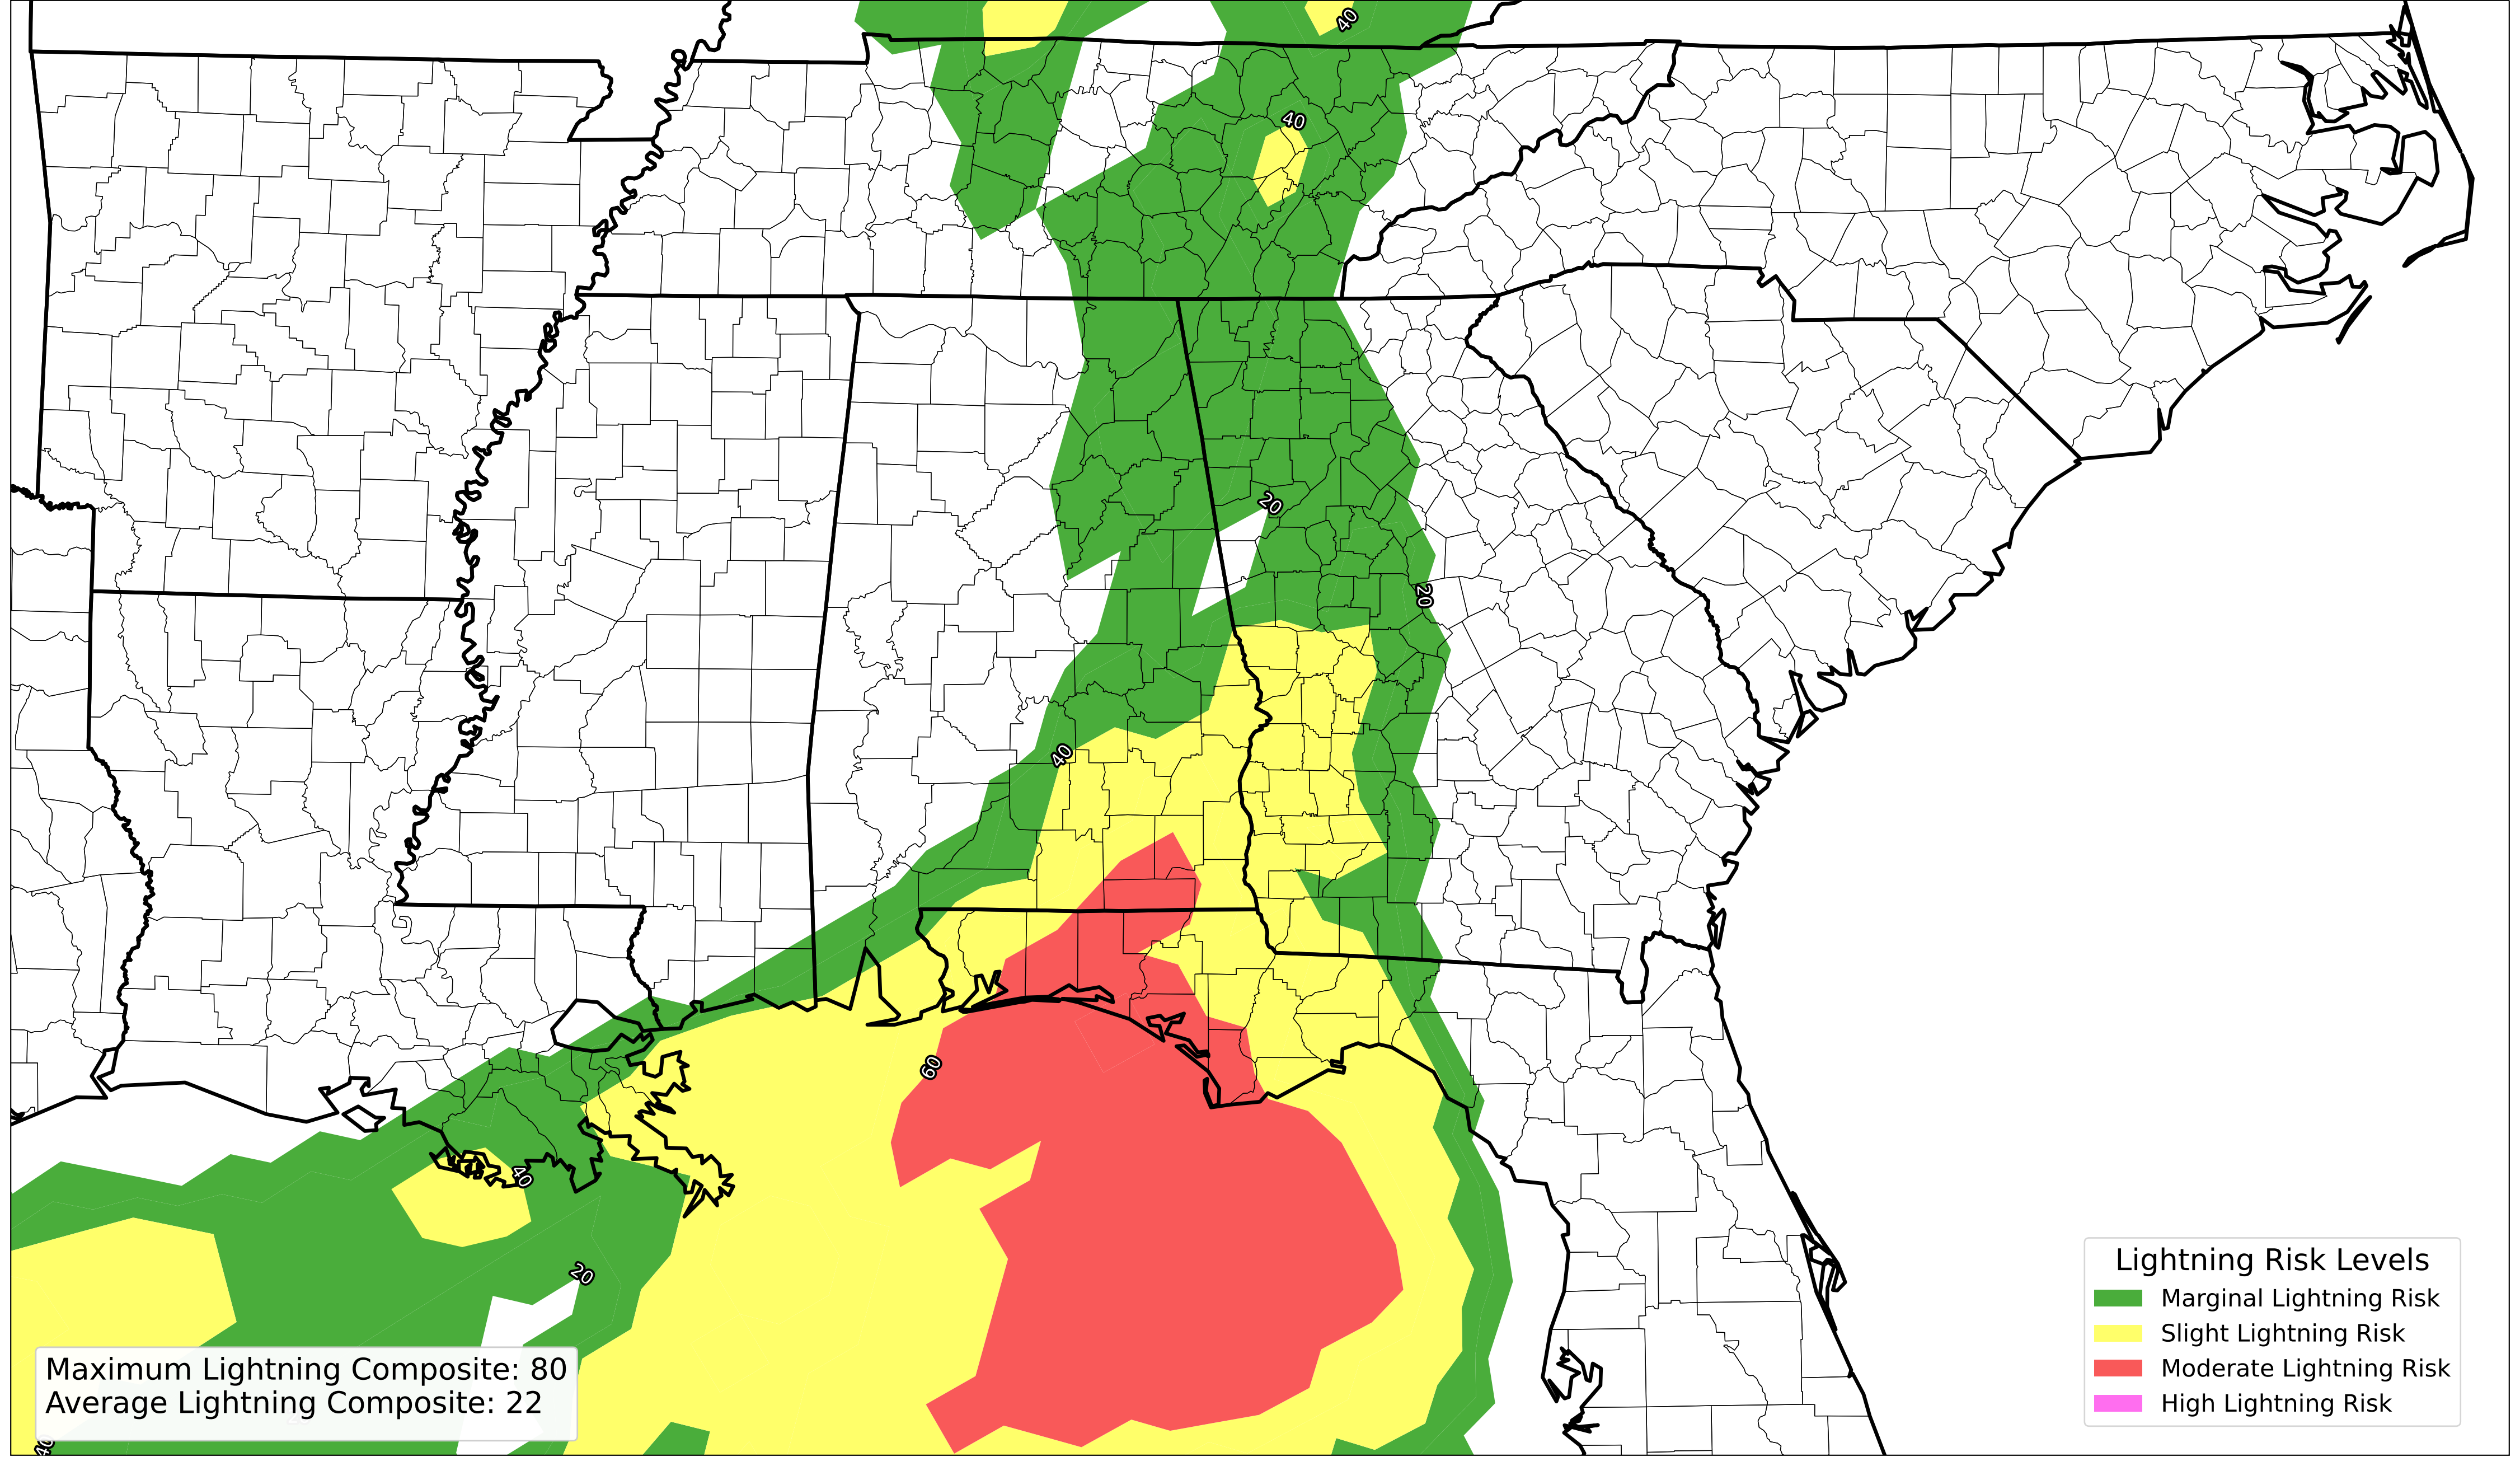 40
40
20
20
40
60
40
20
40
Lightning Risk Levels
Marginal Lightning Risk
Slight Lightning Risk
Moderate Lightning Risk
High Lightning Risk
Maximum Lightning Composite: 80
Average Lightning Composite: 22